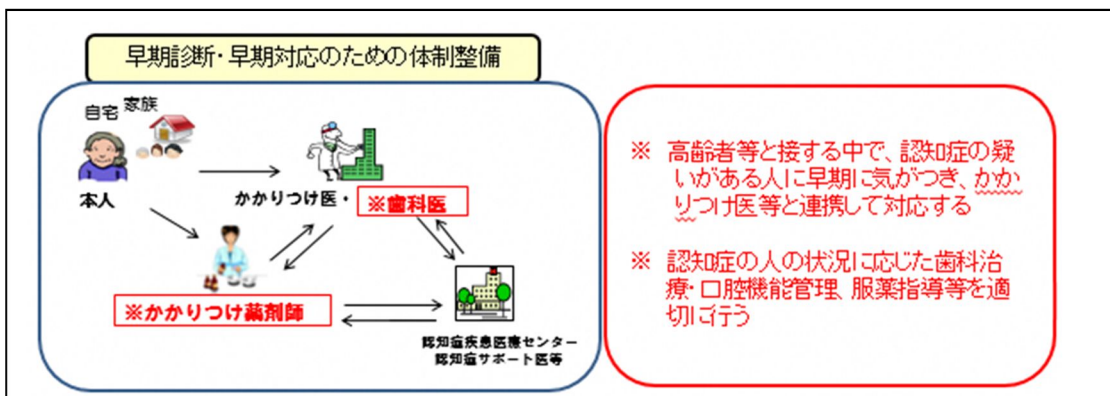 早期診断・早期対応のための体制整備
自宅 家族
本人
かかりつけ医・
※歯科医
※かかりつけ薬剤師
認知症疾患医療センター
認知症サポート医等
※ 高齢者等と接する中で、認知症の疑
いがある人に早期に気がつき、かか
りつけ医等と連携して対応する
※ 認知症の人の状況に応じた歯科治
療・口腔機能管理、服薬指導等を適
切に行う